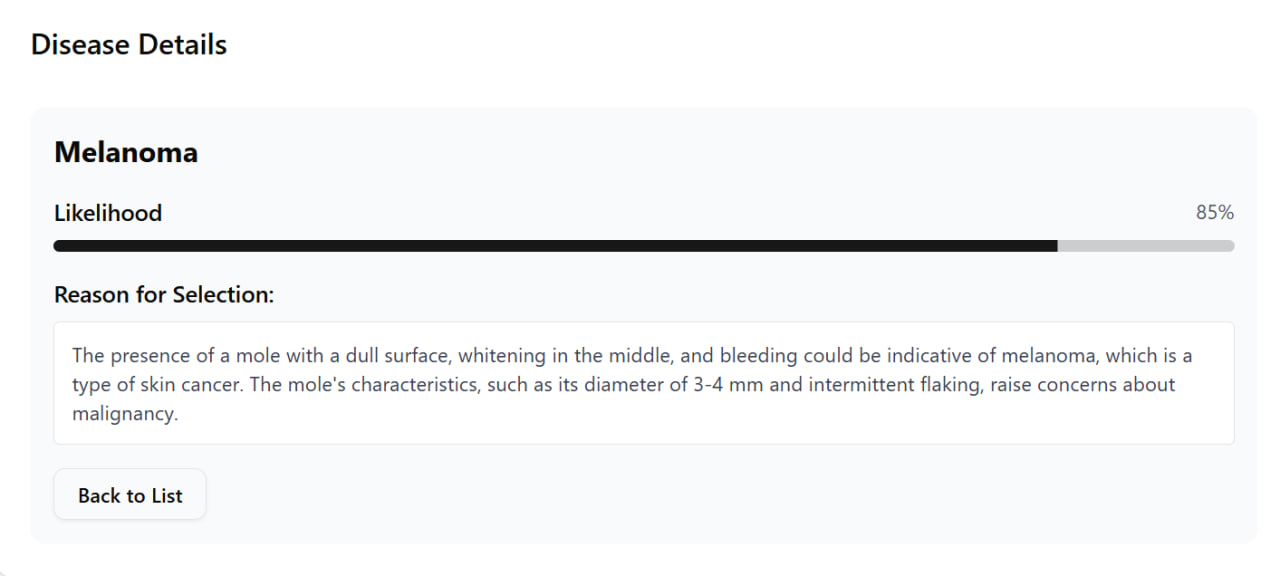 Disease Details
Melanoma
Likelihood
85%
Reason for Selection:
The presence of a mole with a dull surface, whitening in the middle, and bleeding could be indicative of melanoma, which is a
type of skin cancer. The mole's characteristics, such as its diameter of 3-4 mm and intermittent flaking, raise concerns about
malignancy.
Back to List